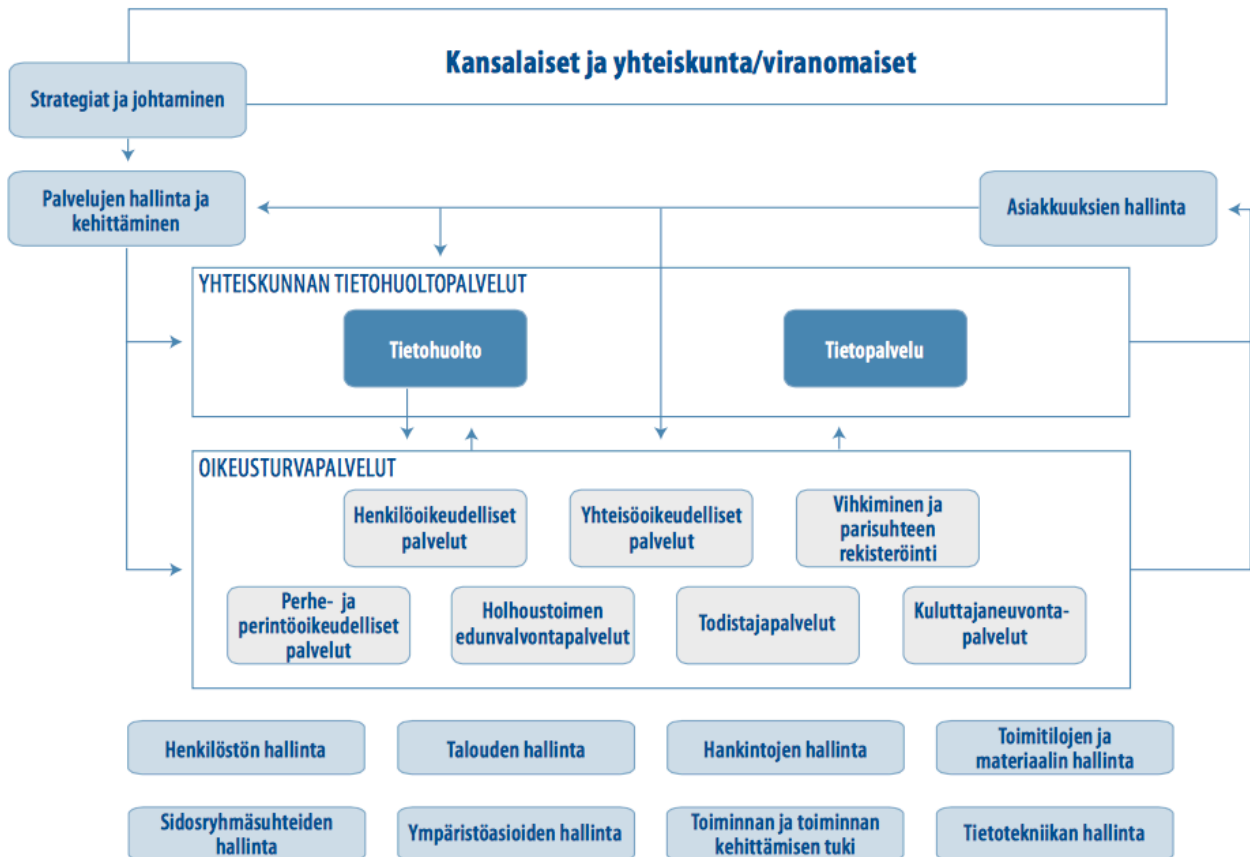 Kansalaiset ja yhteiskunta/viranomaiset
Strategiat ja johtaminen
Palvelujen hallinta ja
kehittäminen
Asiakkuuksien hallinta
YHTEISKUNNAN TIETOHUOLTOPALVELUT
Tietohuolto
Tietopalvelu
OIKEUSTURVAPALVELUT
Henkilöoikeudelliset
palvelut
Yhteisöoikeudelliset
palvelut
Vihkiminen ja
parisuhteen
rekisteröinti
Perhe- ja
perintöoikeudelliset
palvelut
Holhoustoimen
edunvalvontapalvelut
Todistajapalvelut
Kuluttajaneuvonta-
palvelut
Henkilöstön hallinta
Talouden hallinta
Hankintojen hallinta
Toimitilojen ja
materiaalin hallinta
Sidosryhmäsuhteiden
hallinta
Ympäristöasioiden hallinta
Toiminnan ja toiminnan
kehittämisen tuki
Tietotekniikan hallinta